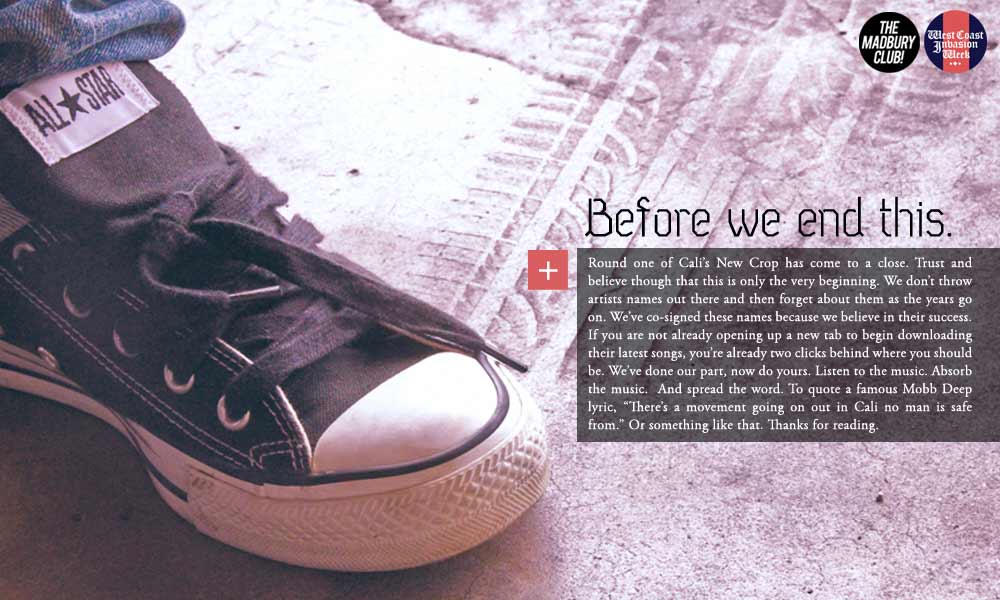 THE
MADBURY
CLUB!
West Coast
Invasion
Week
ALL STAR
Before we end this.
Round one of Cali's New Crop has come to a close. Trust and
believe though that this is only the very beginning. We don't throw
artists names out there and then forget about them as the years go
on. We've co-signed these names because we believe in their success.
If you are not already opening up a new tab to begin downloading
their latest songs, you're already two clicks behind where you should
be. We've done our part, now do yours. Listen to the music. Absorb
the music.  And spread the word. To quote a famous Mobb Deep
lyric, “There's a movement going on out in Cali no man is safe
from.” Or something like that. Thanks for reading.